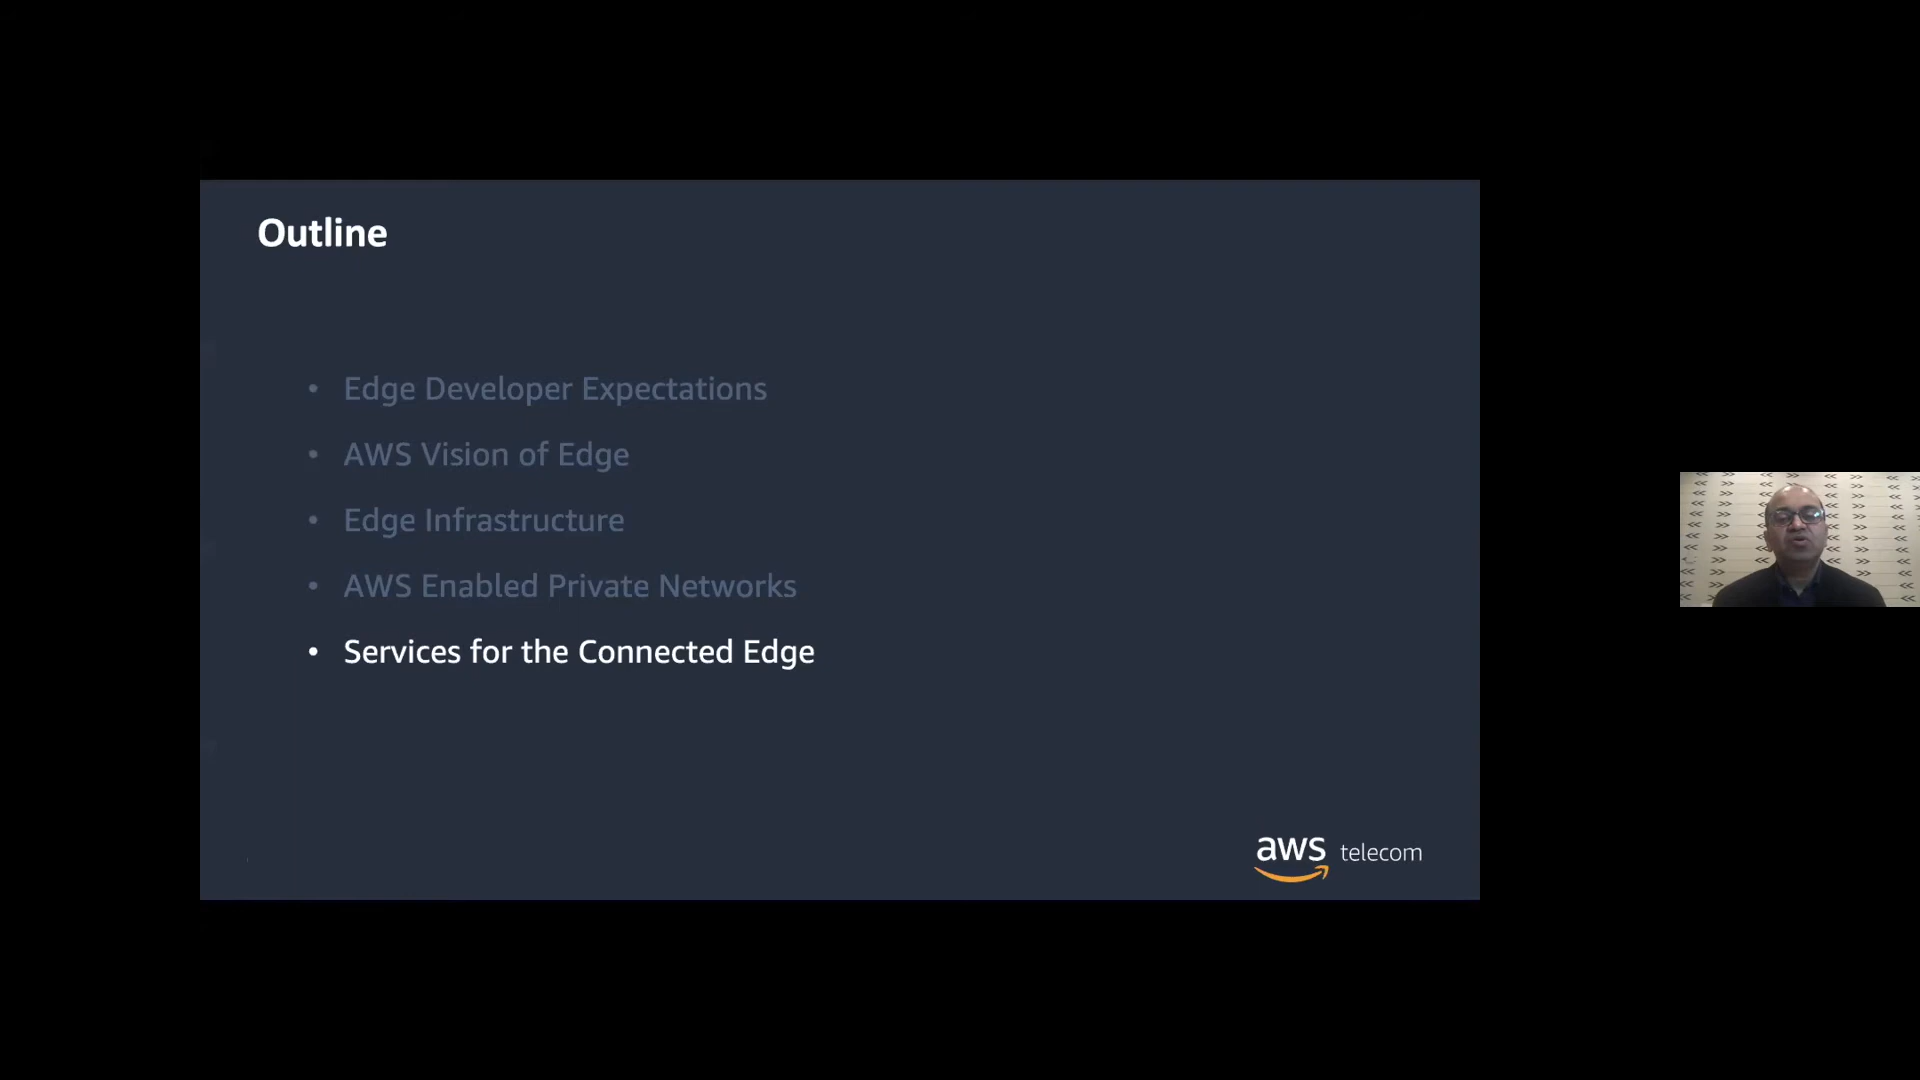 Outline
• Edge Developer Expectations
• AWS Vision of Edge
• Edge Infrastructure
• AWS Enabled Private Networks
• Services for the Connected Edge
aws telecom